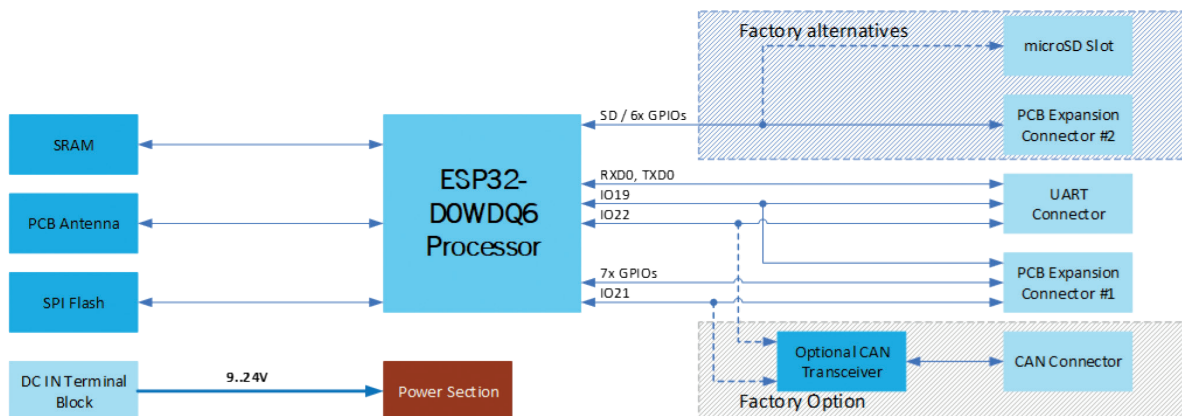 Factory alternatives
microSD Slot
SD / 6x GPIOs
PCB Expansion
Connector #2
SRAM
ESP32-
D0WDQ6
Processor
RXD0, TXD0
IO19
IO22
UART
Connector
PCB Antenna
7x GPIOs
IO21
PCB Expansion
Connector #1
SPI Flash
Optional CAN
Transceiver
CAN Connector
Factory Option
DC IN Terminal
Block
9..24V
Power Section